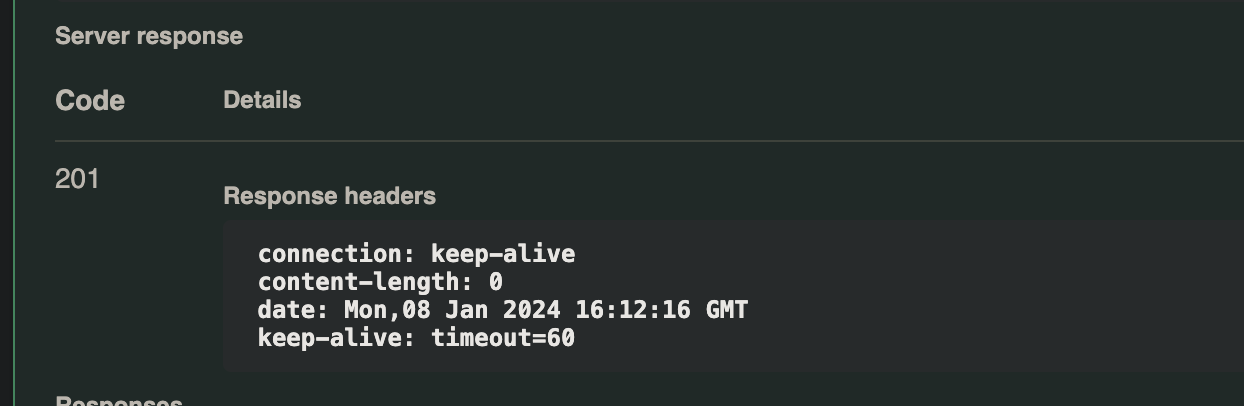 Server response
Code Details
201
Response headers
connection: keep-alive
content-length: 0
date: Mon,08 Jan 2024 16:12:16 GMT
keep-alive: timeout=60
Responses